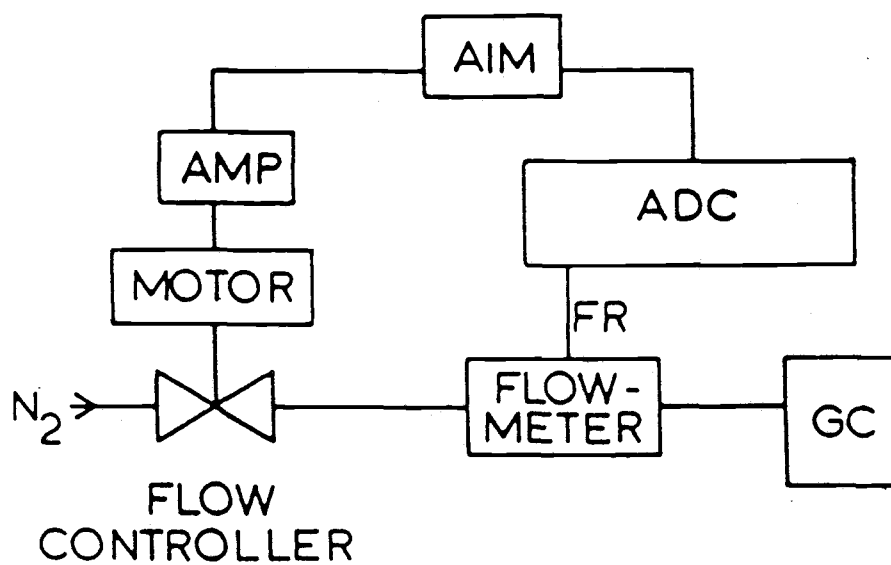 AIM
AMP
ADC
MOTOR
FR
N2
FLOW-
METER
GC
FLOW
CONTROLLER